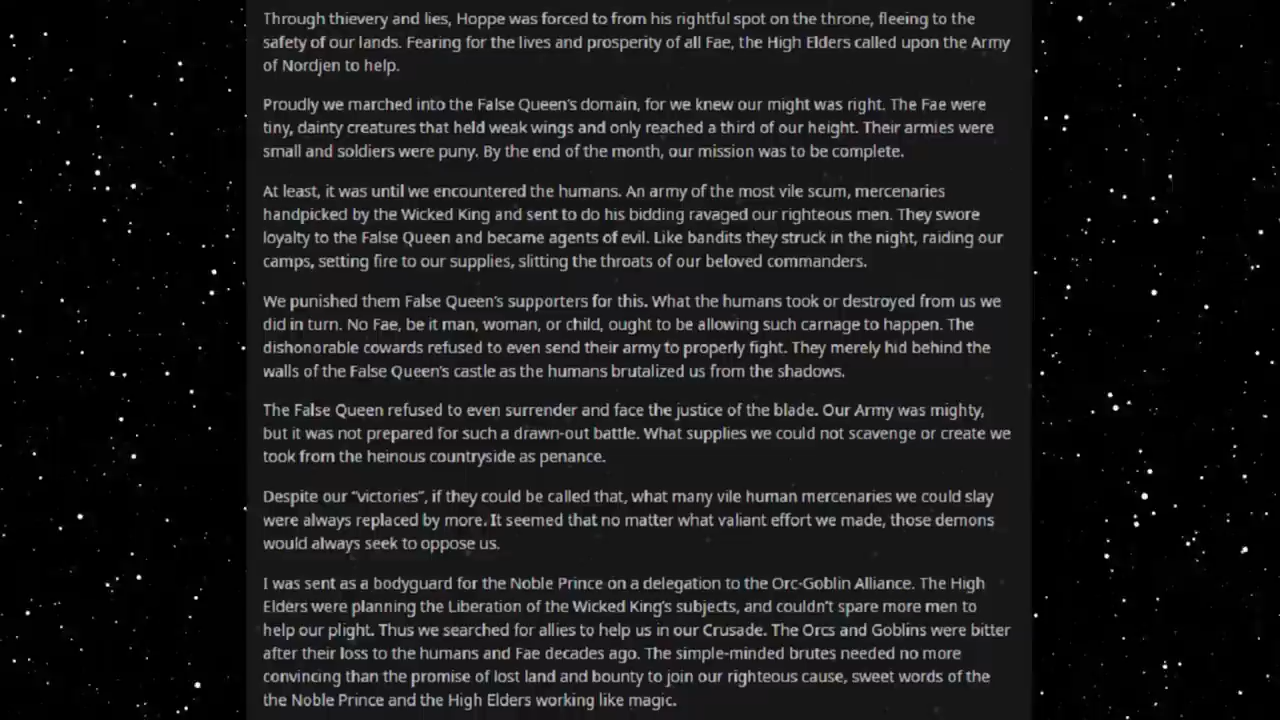 Through thievery and lies, Hoppe was forced to from his rightful spot on the throne, fleeing to the
safety of our lands. Fearing for the lives and prosperity of all Fae, the High Elders called upon the Army
of Nordjen to help.
Proudly we marched into the False Queen's domain, for we knew our might was right. The Fae were
tiny, dainty creatures that held weak wings and only reached a third of our height. Their armies were
small and soldiers were puny. By the end of the month, our mission was to be complete.
At least, it was until we encountered the humans. An army of the most vile scum, mercenaries
handpicked by the Wicked King and sent to do his bidding ravaged our righteous men. They swore
loyalty to the False Queen and became agents of evil. Like bandits they struck in the night, raiding our
camps, setting fire to our supplies, slitting the throats of our beloved commanders.
We punished them False Queen's supporters for this. What the humans took or destroyed from us we
did in turn. No Fae, be it man, woman, or child, ought to be allowing such carnage to happen. The
dishonorable cowards refused to even send their army to properly fight. They merely hid behind the
walls of the False Queen's castle as the humans brutalized us from the shadows.
The False Queen refused to even surrender and face the justice of the blade. Our Army was mighty,
but it was not prepared for such a drawn-out battle. What supplies we could not scavenge or create we
took from the heinous countryside as penance.
Despite our “victories”, if they could be called that, what many vile human mercenaries we could slay
were always replaced by more. It seemed that no matter what valiant effort we made, those demons
would always seek to oppose us.
I was sent as a bodyguard for the Noble Prince on a delegation to the Orc-Goblin Alliance. The High
Elders were planning the Liberation of the Wicked King's subjects, and couldn't spare more men to
help our plight. Thus we searched for allies to help us in our Crusade. The Orcs and Goblins were bitter
after their loss to the humans and Fae decades ago. The simple-minded brutes needed no more
convincing than the promise of lost land and bounty to join our righteous cause, sweet words of the
the Noble Prince and the High Elders working like magic.